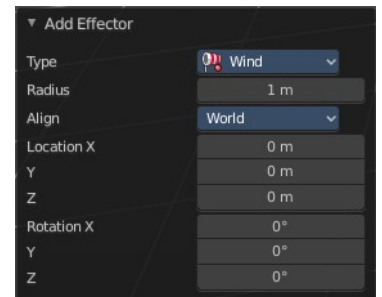 Add Effector
Type Wind
Radius 1 m
Align World
Location X 0 m
Y 0 m
Z 0 m
Rotation X 0°
Y 0°
Z 0°